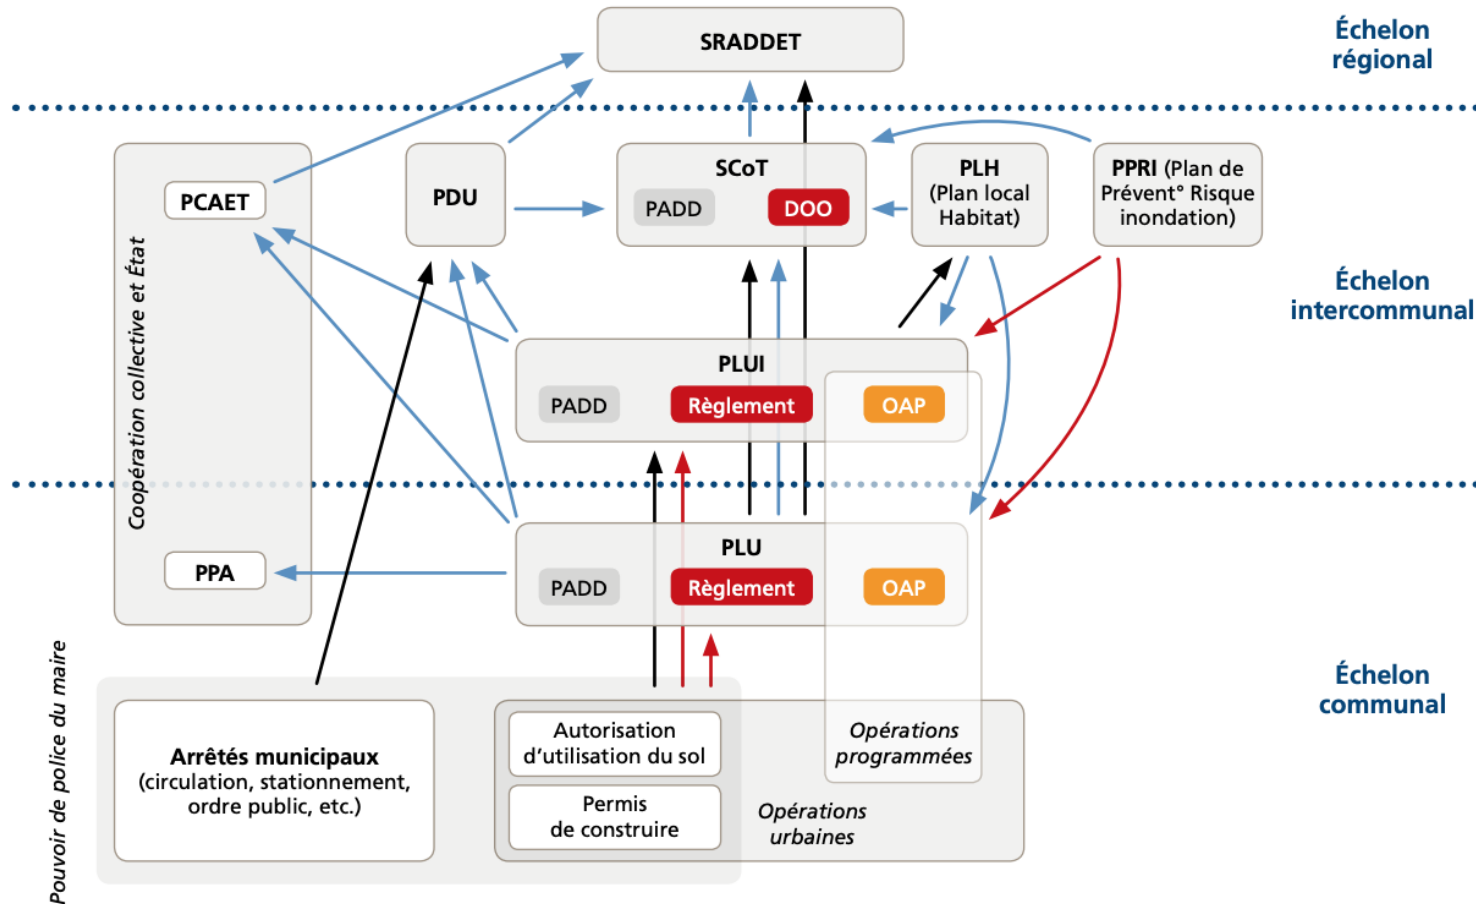 SRADDET
Échelon
régional
PCAET
PDU
SCoT
PADD
DOO
PLH
(Plan local
Habitat)
PPRI (Plan de
Prévent° Risque
inondation)
Coopération collective et État
Échelon
intercommunal
PLUI
PADD
Règlement
OAP
PPA
PLU
PADD
Règlement
OAP
Pouvoir de police du maire
Échelon
communal
Arrêtés municipaux
(circulation, stationnement,
ordre public, etc.)
Autorisation
d’utilisation du sol
Permis
de construire
Opérations
programmées
Opérations
urbaines